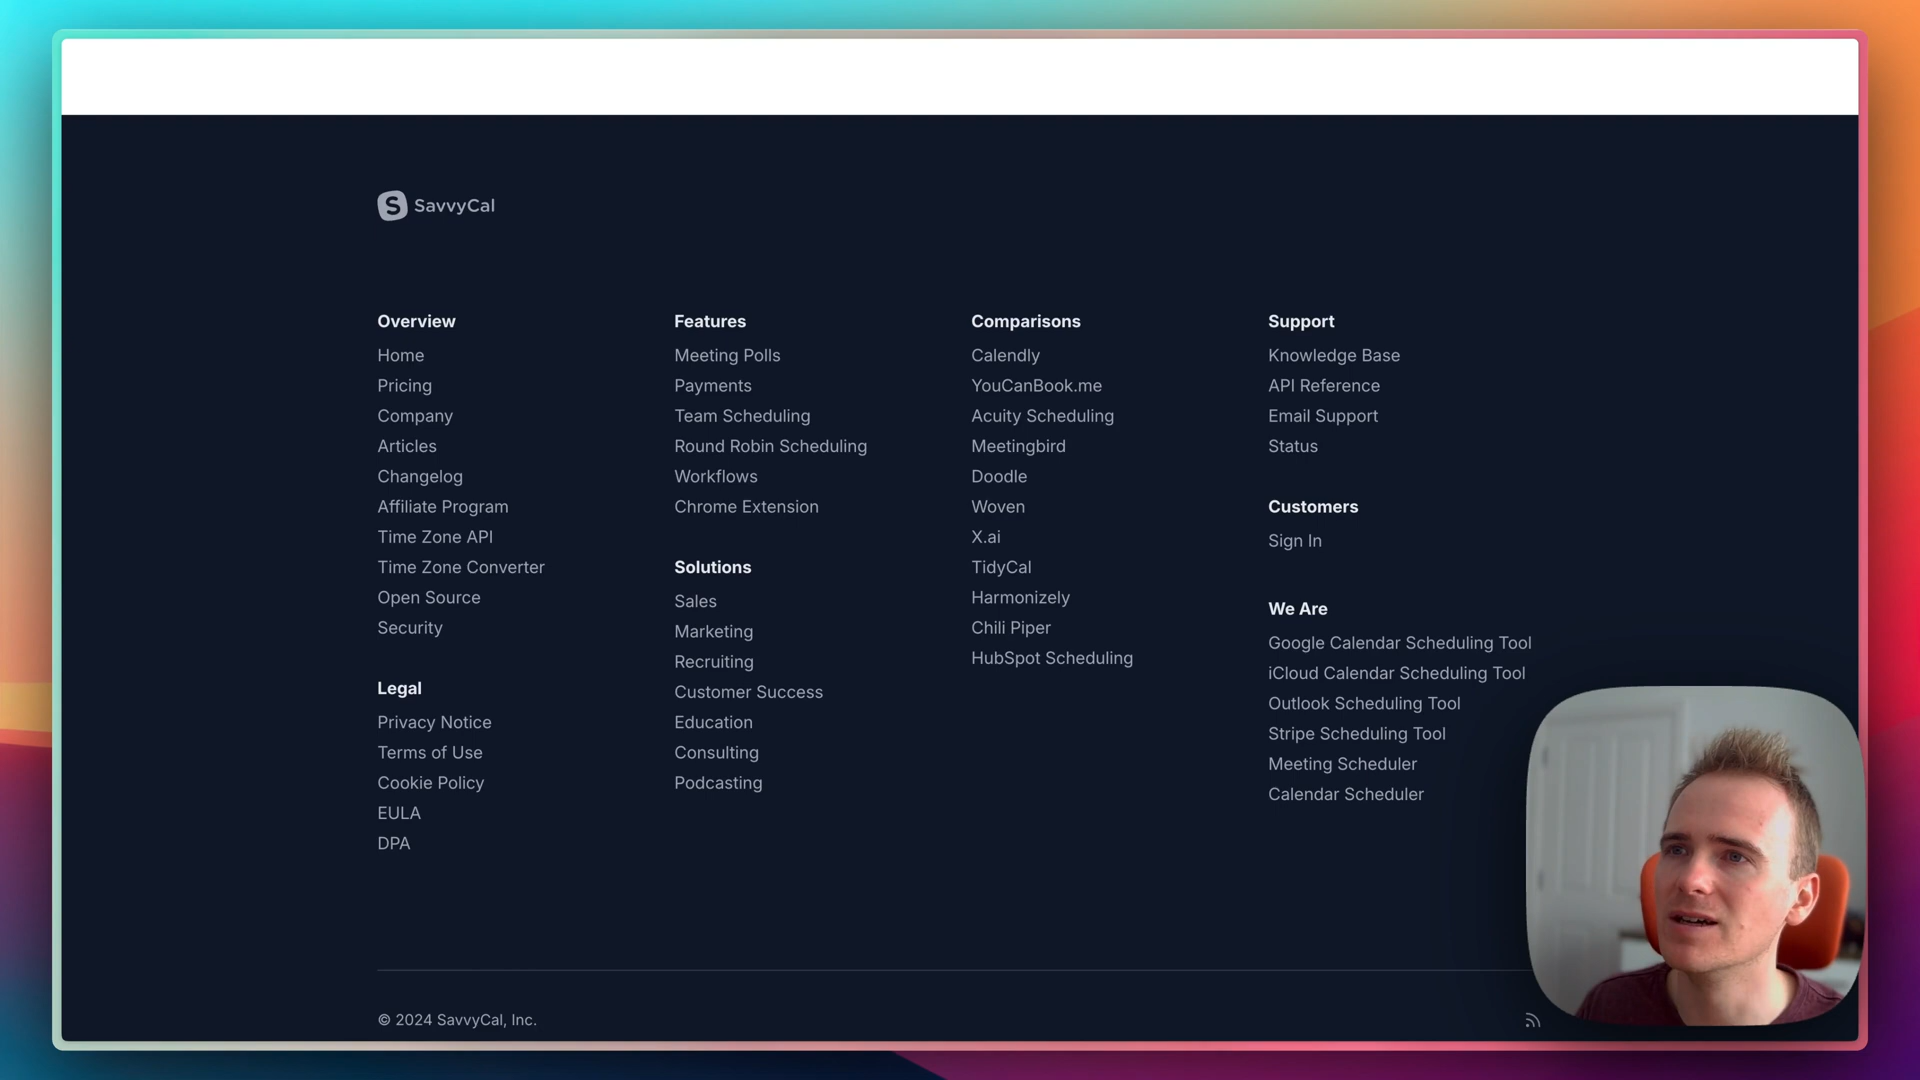 SavvyCal
Overview
Home
Pricing
Company
Articles
Changelog
Affiliate Program
Time Zone API
Time Zone Converter
Open Source
Security
Legal
Privacy Notice
Terms of Use
Cookie Policy
EULA
DPA
Features
Meeting Polls
Payments
Team Scheduling
Round Robin Scheduling
Workflows
Chrome Extension
Solutions
Sales
Marketing
Recruiting
Customer Success
Education
Consulting
Podcasting
Comparisons
Calendly
YouCanBook.me
Acuity Scheduling
Meetingbird
Doodle
Woven
X.ai
TidyCal
Harmonizely
Chili Piper
HubSpot Scheduling
Support
Knowledge Base
API Reference
Email Support
Status
Customers
Sign In
We Are
Google Calendar Scheduling Tool
iCloud Calendar Scheduling Tool
Outlook Scheduling Tool
Stripe Scheduling Tool
Meeting Scheduler
Calendar Scheduler
© 2024 SavvyCal, Inc.